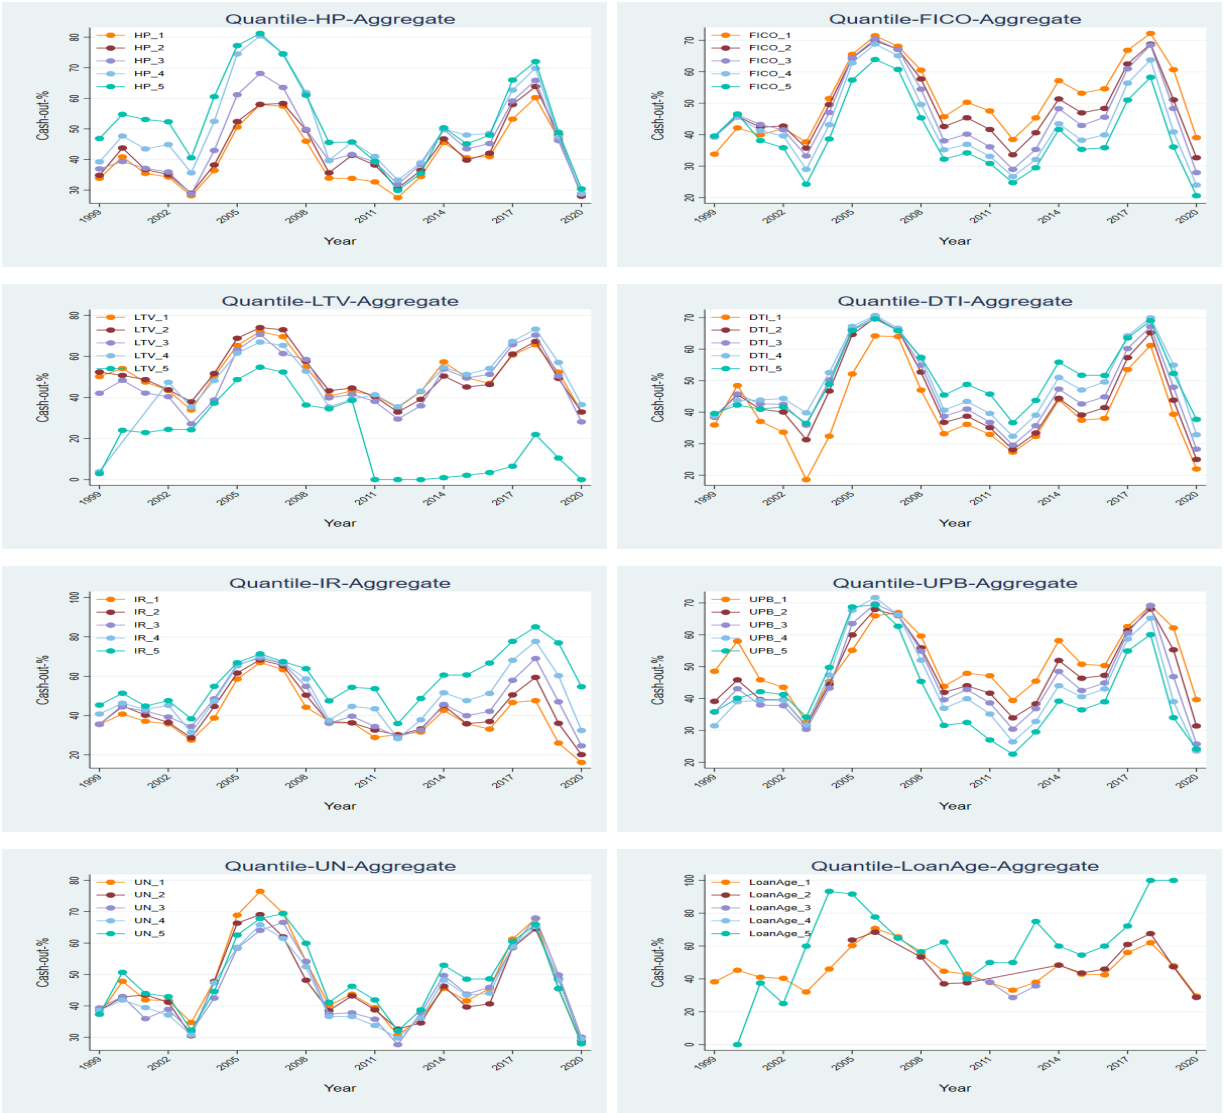 Quantile-HP-Aggregate
Cash-out-%
80
70
60
50
40
30
HP_1
HP_2
HP_3
HP_4
HP_5
1999 2002 2005 2008 2011 2014 2017 2020
Year
Quantile-FICO-Aggregate
Cash-out-%
70
60
50
40
30
20
FICO_1
FICO_2
FICO_3
FICO_4
FICO_5
1999 2002 2005 2008 2011 2014 2017 2020
Year
Quantile-LTV-Aggregate
Cash-out-%
80
60
40
20
0
LTV_1
LTV_2
LTV_3
LTV_4
LTV_5
1999 2002 2005 2008 2011 2014 2017 2020
Year
Quantile-DTI-Aggregate
Cash-out-%
70
60
50
40
30
20
DTI_1
DTI_2
DTI_3
DTI_4
DTI_5
1999 2002 2005 2008 2011 2014 2017 2020
Year
Quantile-IR-Aggregate
Cash-out-%
100
80
60
40
20
IR_1
IR_2
IR_3
IR_4
IR_5
1999 2002 2005 2008 2011 2014 2017 2020
Year
Quantile-UPB-Aggregate
Cash-out-%
70
60
50
40
30
20
UPB_1
UPB_2
UPB_3
UPB_4
UPB_5
1999 2002 2005 2008 2011 2014 2017 2020
Year
Quantile-UN-Aggregate
Cash-out-%
80
70
60
50
40
30
UN_1
UN_2
UN_3
UN_4
UN_5
1999 2002 2005 2008 2011 2014 2017 2020
Year
Quantile-LoanAge-Aggregate
Cash-out-%
100
80
60
40
20
0
LoanAge_1
LoanAge_2
LoanAge_3
LoanAge_4
LoanAge_5
1999 2002 2005 2008 2011 2014 2017 2020
Year